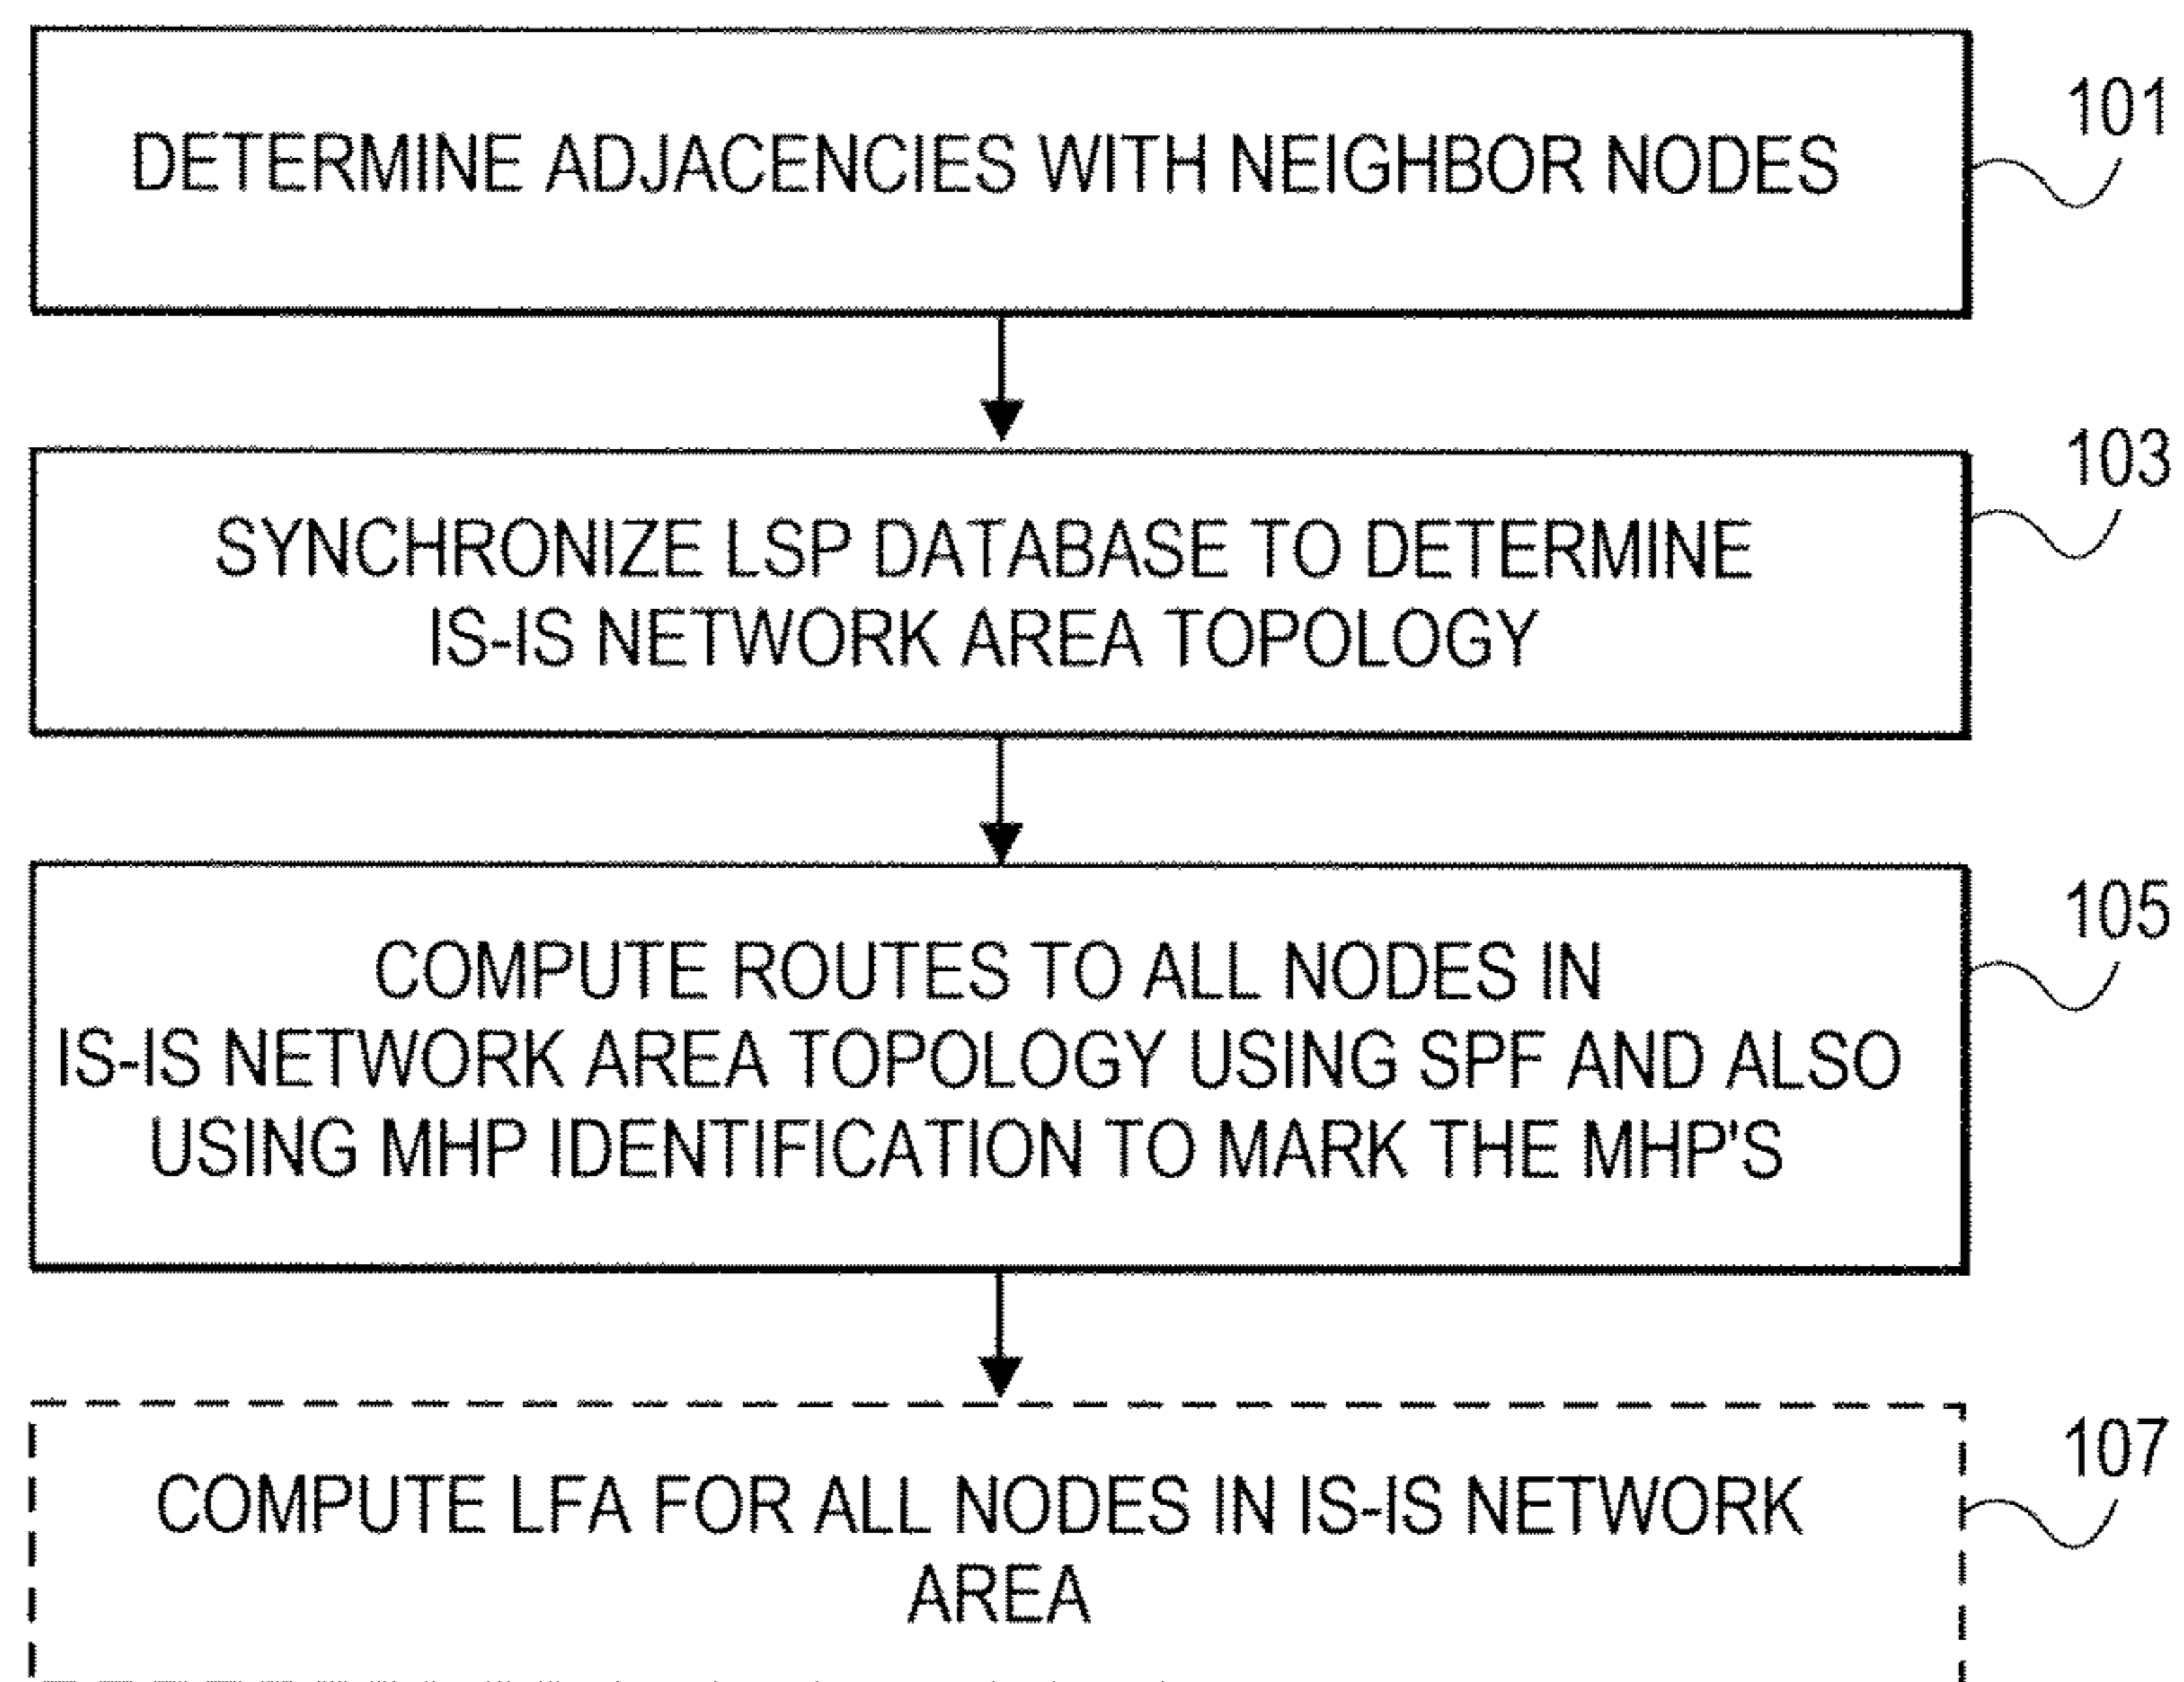 DETERMINE ADJACENCIES WITH NEIGHBOR NODES
101
SYNCHRONIZE LSP DATABASE TO DETERMINE
IS-IS NETWORK AREA TOPOLOGY
103
COMPUTE ROUTES TO ALL NODES IN
IS-IS NETWORK AREA TOPOLOGY USING SPF AND ALSO
USING MHP IDENTIFICATION TO MARK THE MHP'S
105
COMPUTE LFA FOR ALL NODES IN IS-IS NETWORK
AREA
107